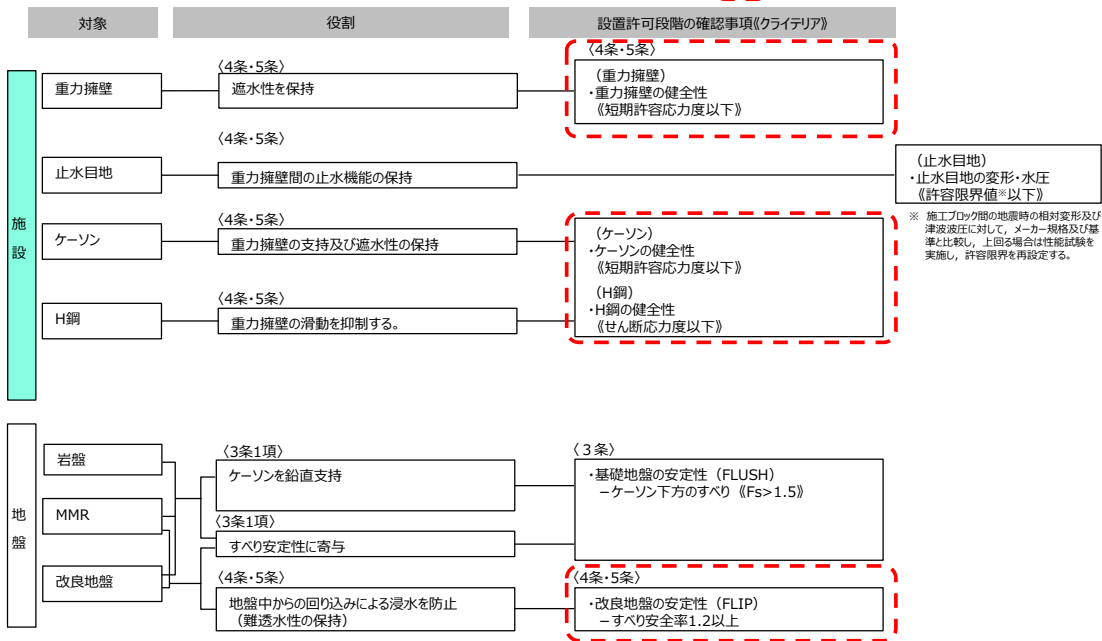 対象
役割
設置許可段階の確認事項《クライテリア》
施設
重力擁壁
〈4条・5条〉
遮水性を保持
〈4条・5条〉
（重力擁壁）
・重力擁壁の健全性
《短期許容応力度以下》
止水目地
〈4条・5条〉
重力擁壁間の止水機能の保持
（止水目地）
・止水目地の変形・水圧
《許容限界値※以下》
※ 施工ブロック間の地震時の相対変形及び
津波波圧に対して，メーカー規格及び基
準と比較し，上回る場合は性能試験を
実施し，許容限界を再設定する。
ケーソン
〈4条・5条〉
重力擁壁の支持及び遮水性の保持
（ケーソン）
・ケーソンの健全性
《短期許容応力度以下》
H鋼
〈4条・5条〉
重力擁壁の滑動を抑制する。
（H鋼）
・H鋼の健全性
《せん断応力度以下》
地盤
岩盤
MMR
改良地盤
〈3条1項〉
ケーソンを鉛直支持
〈３条〉
・基礎地盤の安定性（FLUSH）
－ケーソン下方のすべり《Fs>1.5》
〈3条1項〉
すべり安定性に寄与
〈4条・5条〉
地盤中からの回り込みによる浸水を防止
（難透水性の保持）
〈4条・5条〉
・改良地盤の安定性（FLIP）
－すべり安全率1.2以上